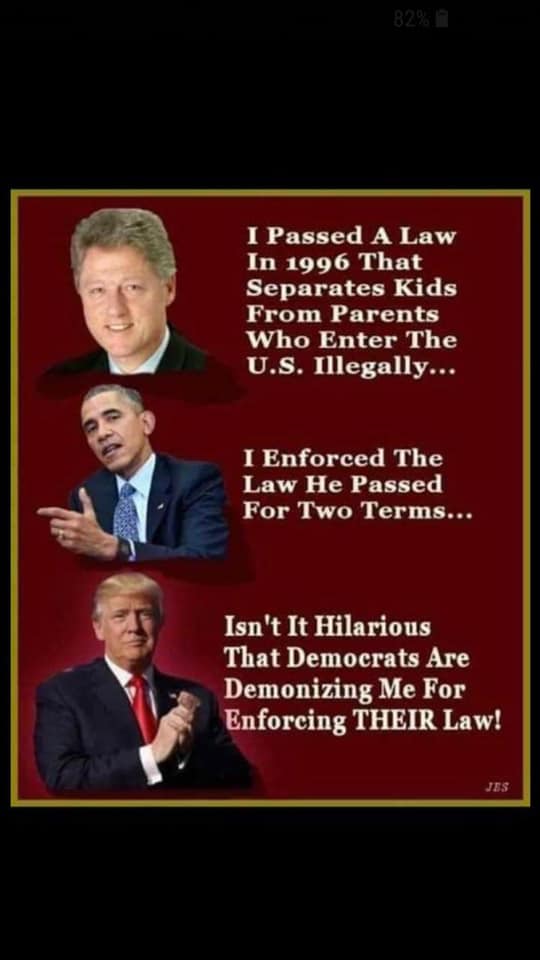 82%
I Passed A Law
In 1996 That
Separates Kids
From Parents
Who Enter The
U.S. Illegally...
I Enforced The
Law He Passed
For Two Terms...
Isn't It Hilarious
That Democrats Are
Demonizing Me For
Enforcing THEIR Law!
JES